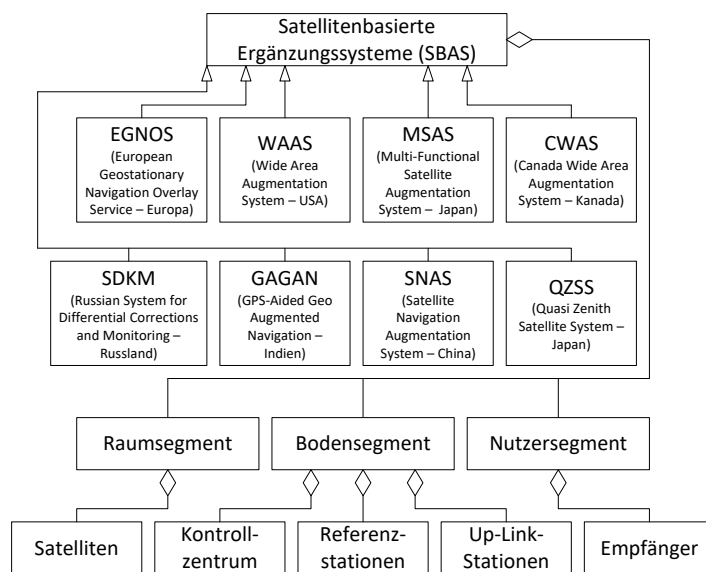 Satellitenbasierte
Ergänzungssysteme (SBAS)
EGNOS
(European
Geostationary
Navigation Overlay
Service – Europa)
WAAS
(Wide Area
Augmentation
System – USA)
MSAS
(Multi-Functional
Satellite
Augmentation
System – Japan)
CWAS
(Canada Wide Area
Augmentation
System – Kanada)
SDKM
(Russian System for
Differential Corrections
and Monitoring –
Russland)
GAGAN
(GPS-Aided Geo
Augmented
Navigation –
Indien)
SNAS
(Satellite
Navigation
Augmentation
System – China)
QZSS
(Quasi Zenith
Satellite System –
Japan)
Raumsegment
Bodensegment
Nutzersegment
Satelliten
Kontroll-
zentrum
Referenz-
stationen
Up-Link-
Stationen
Empfänger